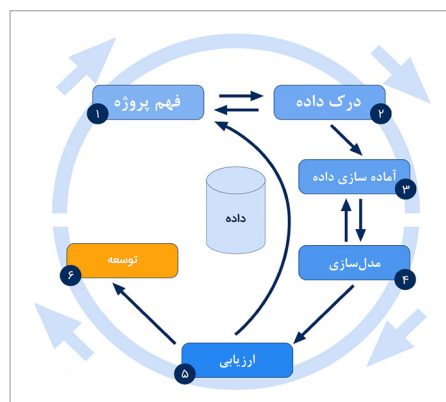 فهم پروژه
۱
درک داده
۲
آماده سازی داده
۳
مدل‌سازی
۴
ارزیابی
۵
توسعه
۶
داده